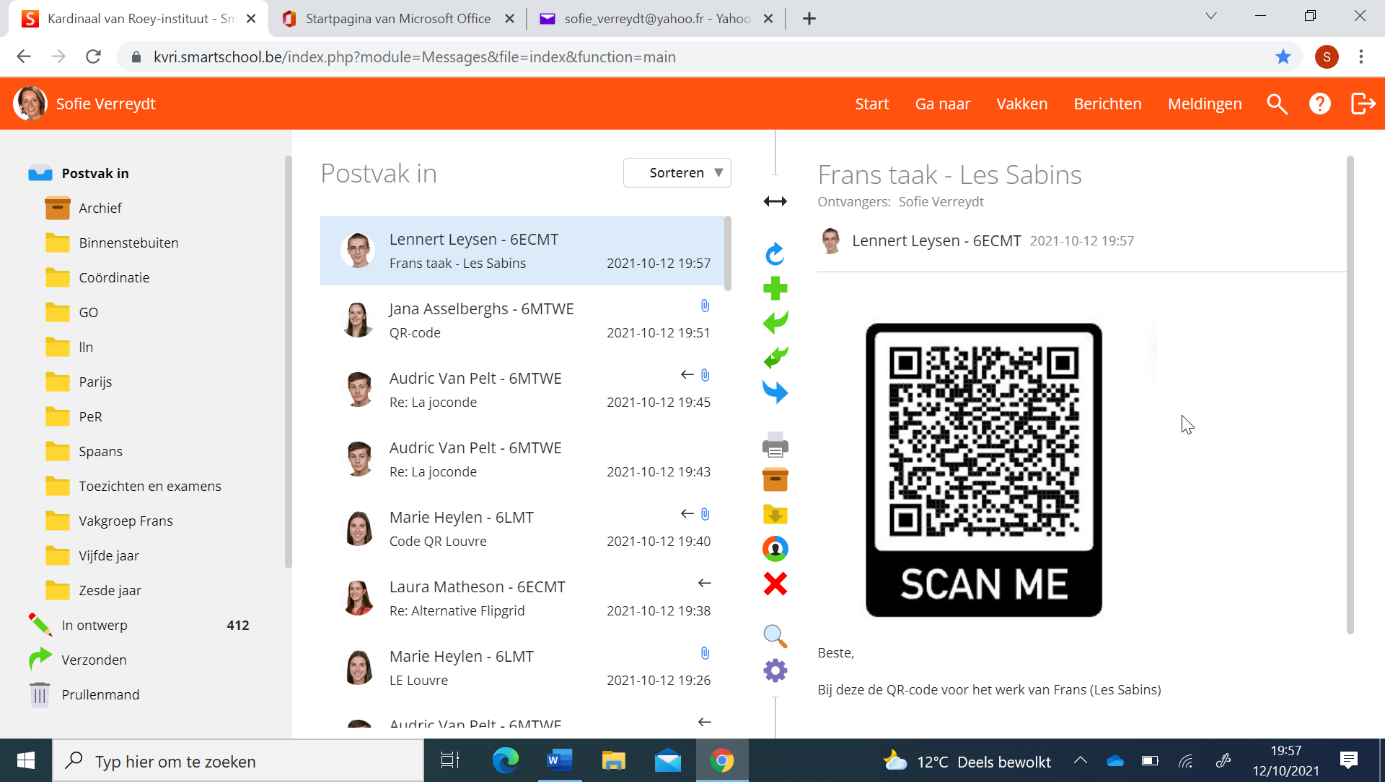 Kardinaal van Roey-instituut - Sm
Startpagina van Microsoft Office
sofie_verreydt@yahoo.fr - Yahoo
kvri.smartschool.be/index.php?module=Messages&file=index&function=main
S
Sofie Verreydt
Start
Ga naar
Vakken
Berichten
Meldingen
Postvak in
Archief
Binnenstebuiten
Coördinatie
GO
lln
Parijs
PeR
Spaans
Toezichten en examens
Vakgroep Frans
Vijfde jaar
Zesde jaar
In ontwerp 412
Verzonden
Prullenmand
Postvak in
Sorteren
Lennert Leysen - 6ECMT
Frans taak - Les Sabins 2021-10-12 19:57
Jana Asselberghs - 6MTWE
QR-code 2021-10-12 19:51
Audric Van Pelt - 6MTWE
Re: La joconde 2021-10-12 19:45
Audric Van Pelt - 6MTWE
Re: La joconde 2021-10-12 19:43
Marie Heylen - 6LMT
Code QR Louvre 2021-10-12 19:40
Laura Matheson - 6ECMT
Re: Alternative Flipgrid 2021-10-12 19:38
Marie Heylen - 6LMT
LE Louvre 2021-10-12 19:26
Audric Van Pelt - 6MTWE
Frans taak - Les Sabins
Ontvangers: Sofie Verreydt
Lennert Leysen - 6ECMT 2021-10-12 19:57
SCAN ME
Beste,
Bij deze de QR-code voor het werk van Frans (Les Sabins)
Typ hier om te zoeken
12°C Deels bewolkt
19:57
12/10/2021